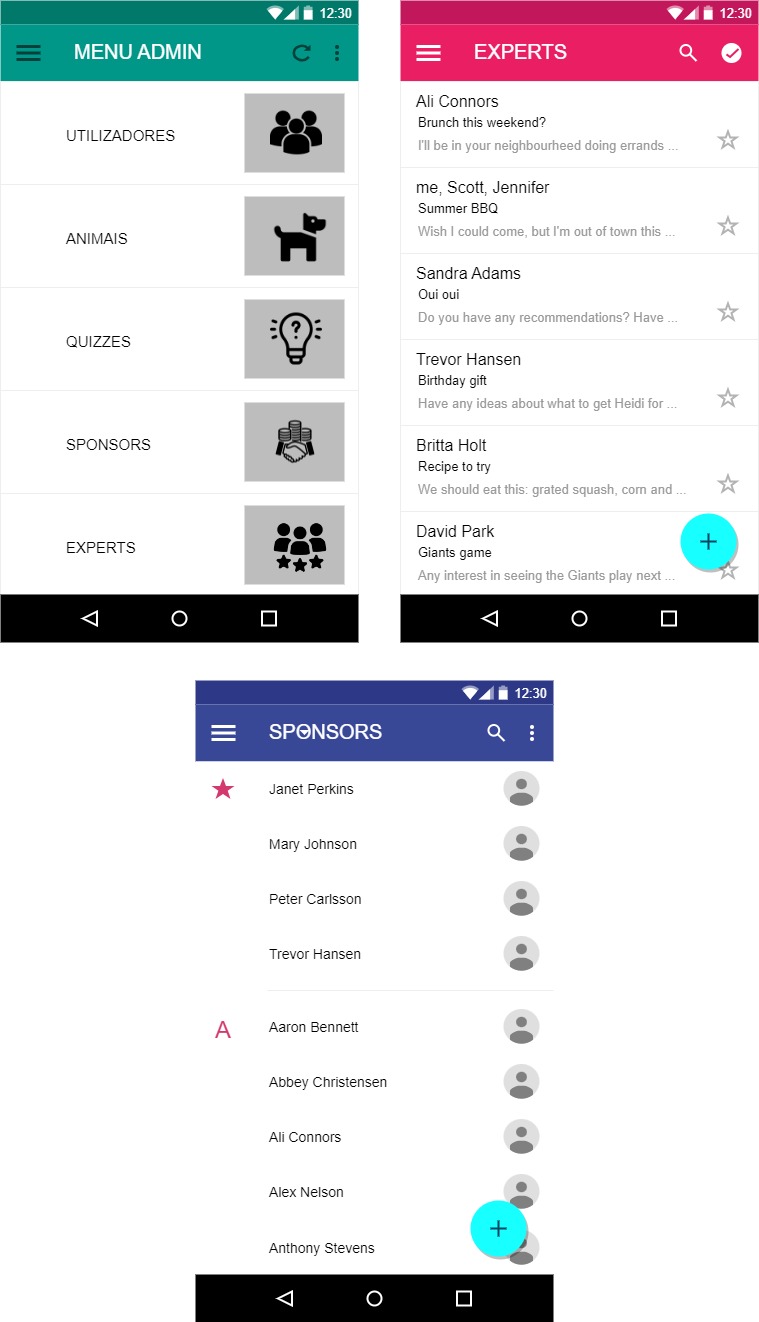 12:30
MENU ADMIN
UTILIZADORES
ANIMAIS
QUIZZES
SPONSORS
EXPERTS
12:30
EXPERTS
Ali Connors
Brunch this weekend?
I'll be in your neighbourheed doing errands ...
me, Scott, Jennifer
Summer BBQ
Wish I could come, but I'm out of town this ...
Sandra Adams
Oui oui
Do you have any recommendations? Have ...
Trevor Hansen
Birthday gift
Have any ideas about what to get Heidi for ...
Britta Holt
Recipe to try
We should eat this: grated squash, corn and ...
David Park
Giants game
Any interest in seeing the Giants play next ...
12:30
SPONSORS
Janet Perkins
Mary Johnson
Peter Carlsson
Trevor Hansen
A
Aaron Bennett
Abbey Christensen
Ali Connors
Alex Nelson
Anthony Stevens